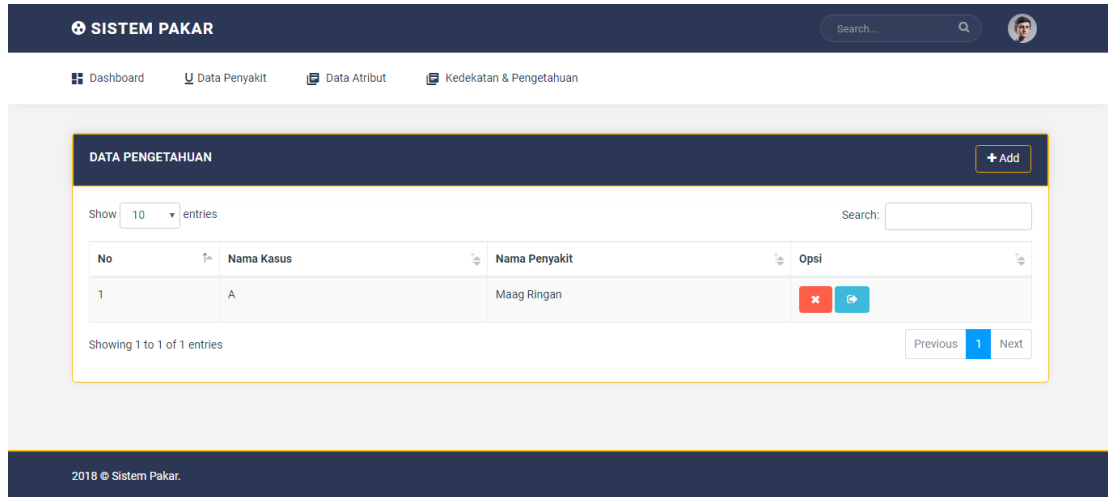 SISTEM PAKAR
Search...
Dashboard
Data Penyakit
Data Atribut
Kedekatan & Pengetahuan
DATA PENGETAHUAN
Add
Show 10 entries
Search:
No Nama Kasus Nama Penyakit Opsi
1 A Maag Ringan
Showing 1 to 1 of 1 entries
Previous 1 Next
2018 © Sistem Pakar.